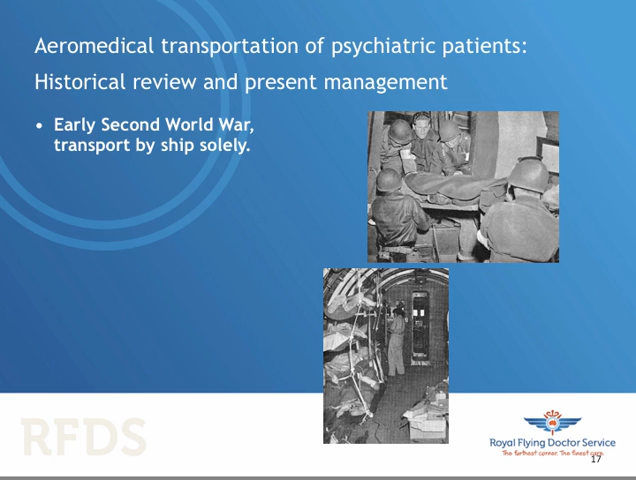 Aeromedical transportation of psychiatric patients:
Historical review and present management
• Early Second World War,
transport by ship solely.
RFDS
Royal Flying Doctor Service
The furthest corner. The finest care.
17